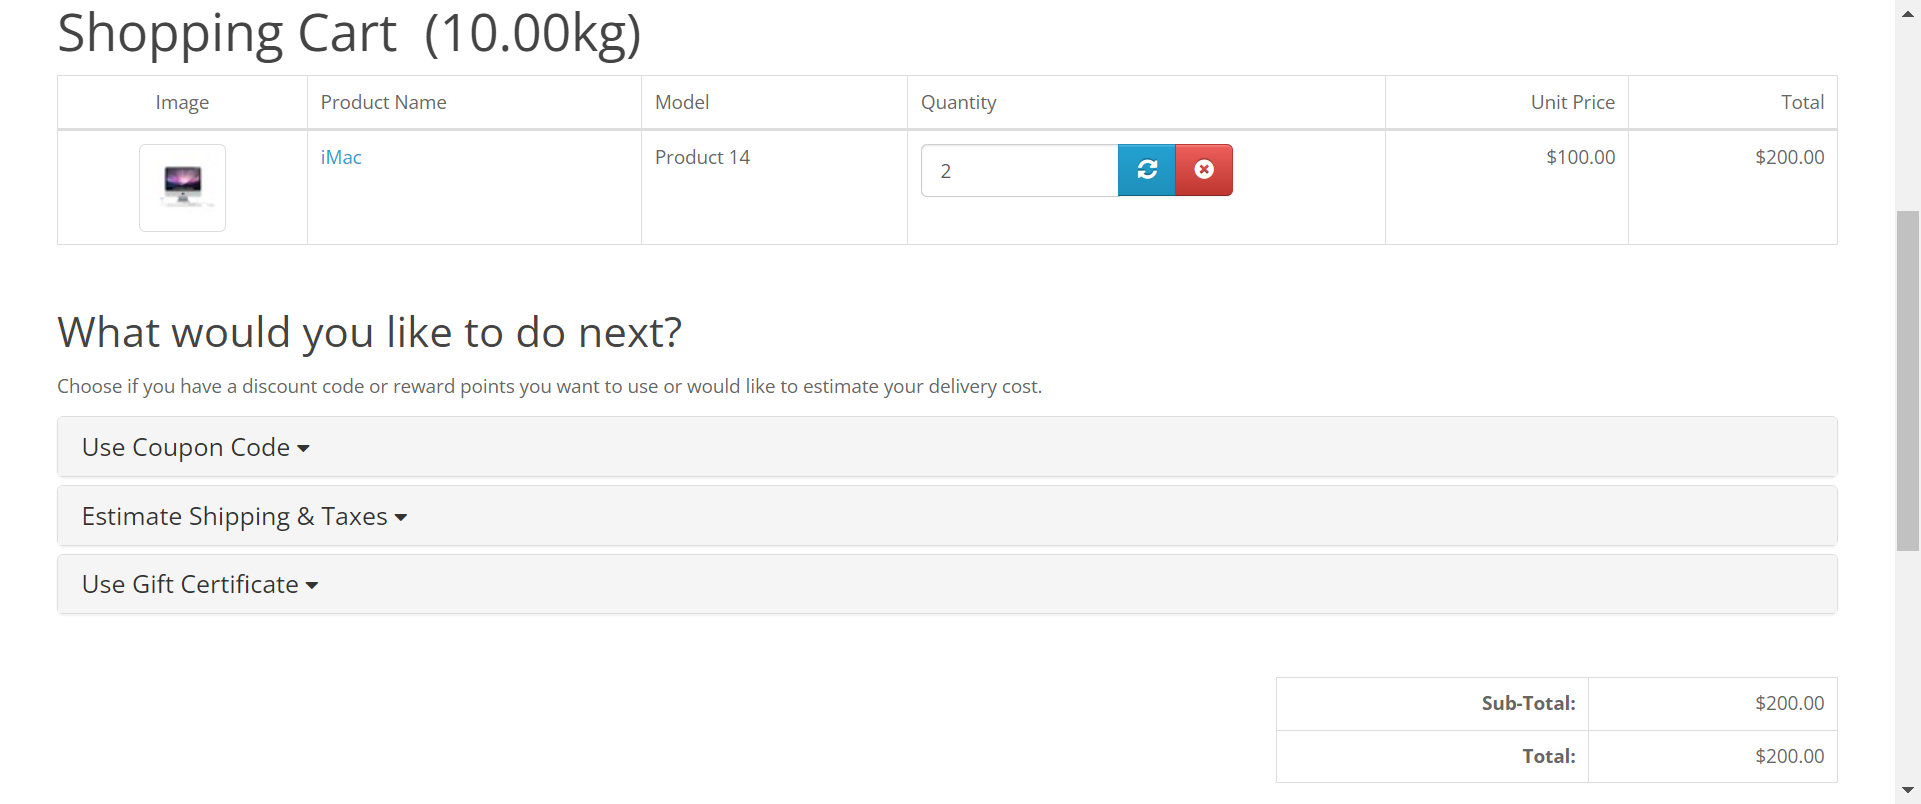 Shopping Cart (10.00kg)
Image Product Name Model Quantity Unit Price Total
iMac Product 14 2 $100.00 $200.00
What would you like to do next?
Choose if you have a discount code or reward points you want to use or would like to estimate your delivery cost.
Use Coupon Code
Estimate Shipping & Taxes
Use Gift Certificate
Sub-Total: $200.00
Total: $200.00